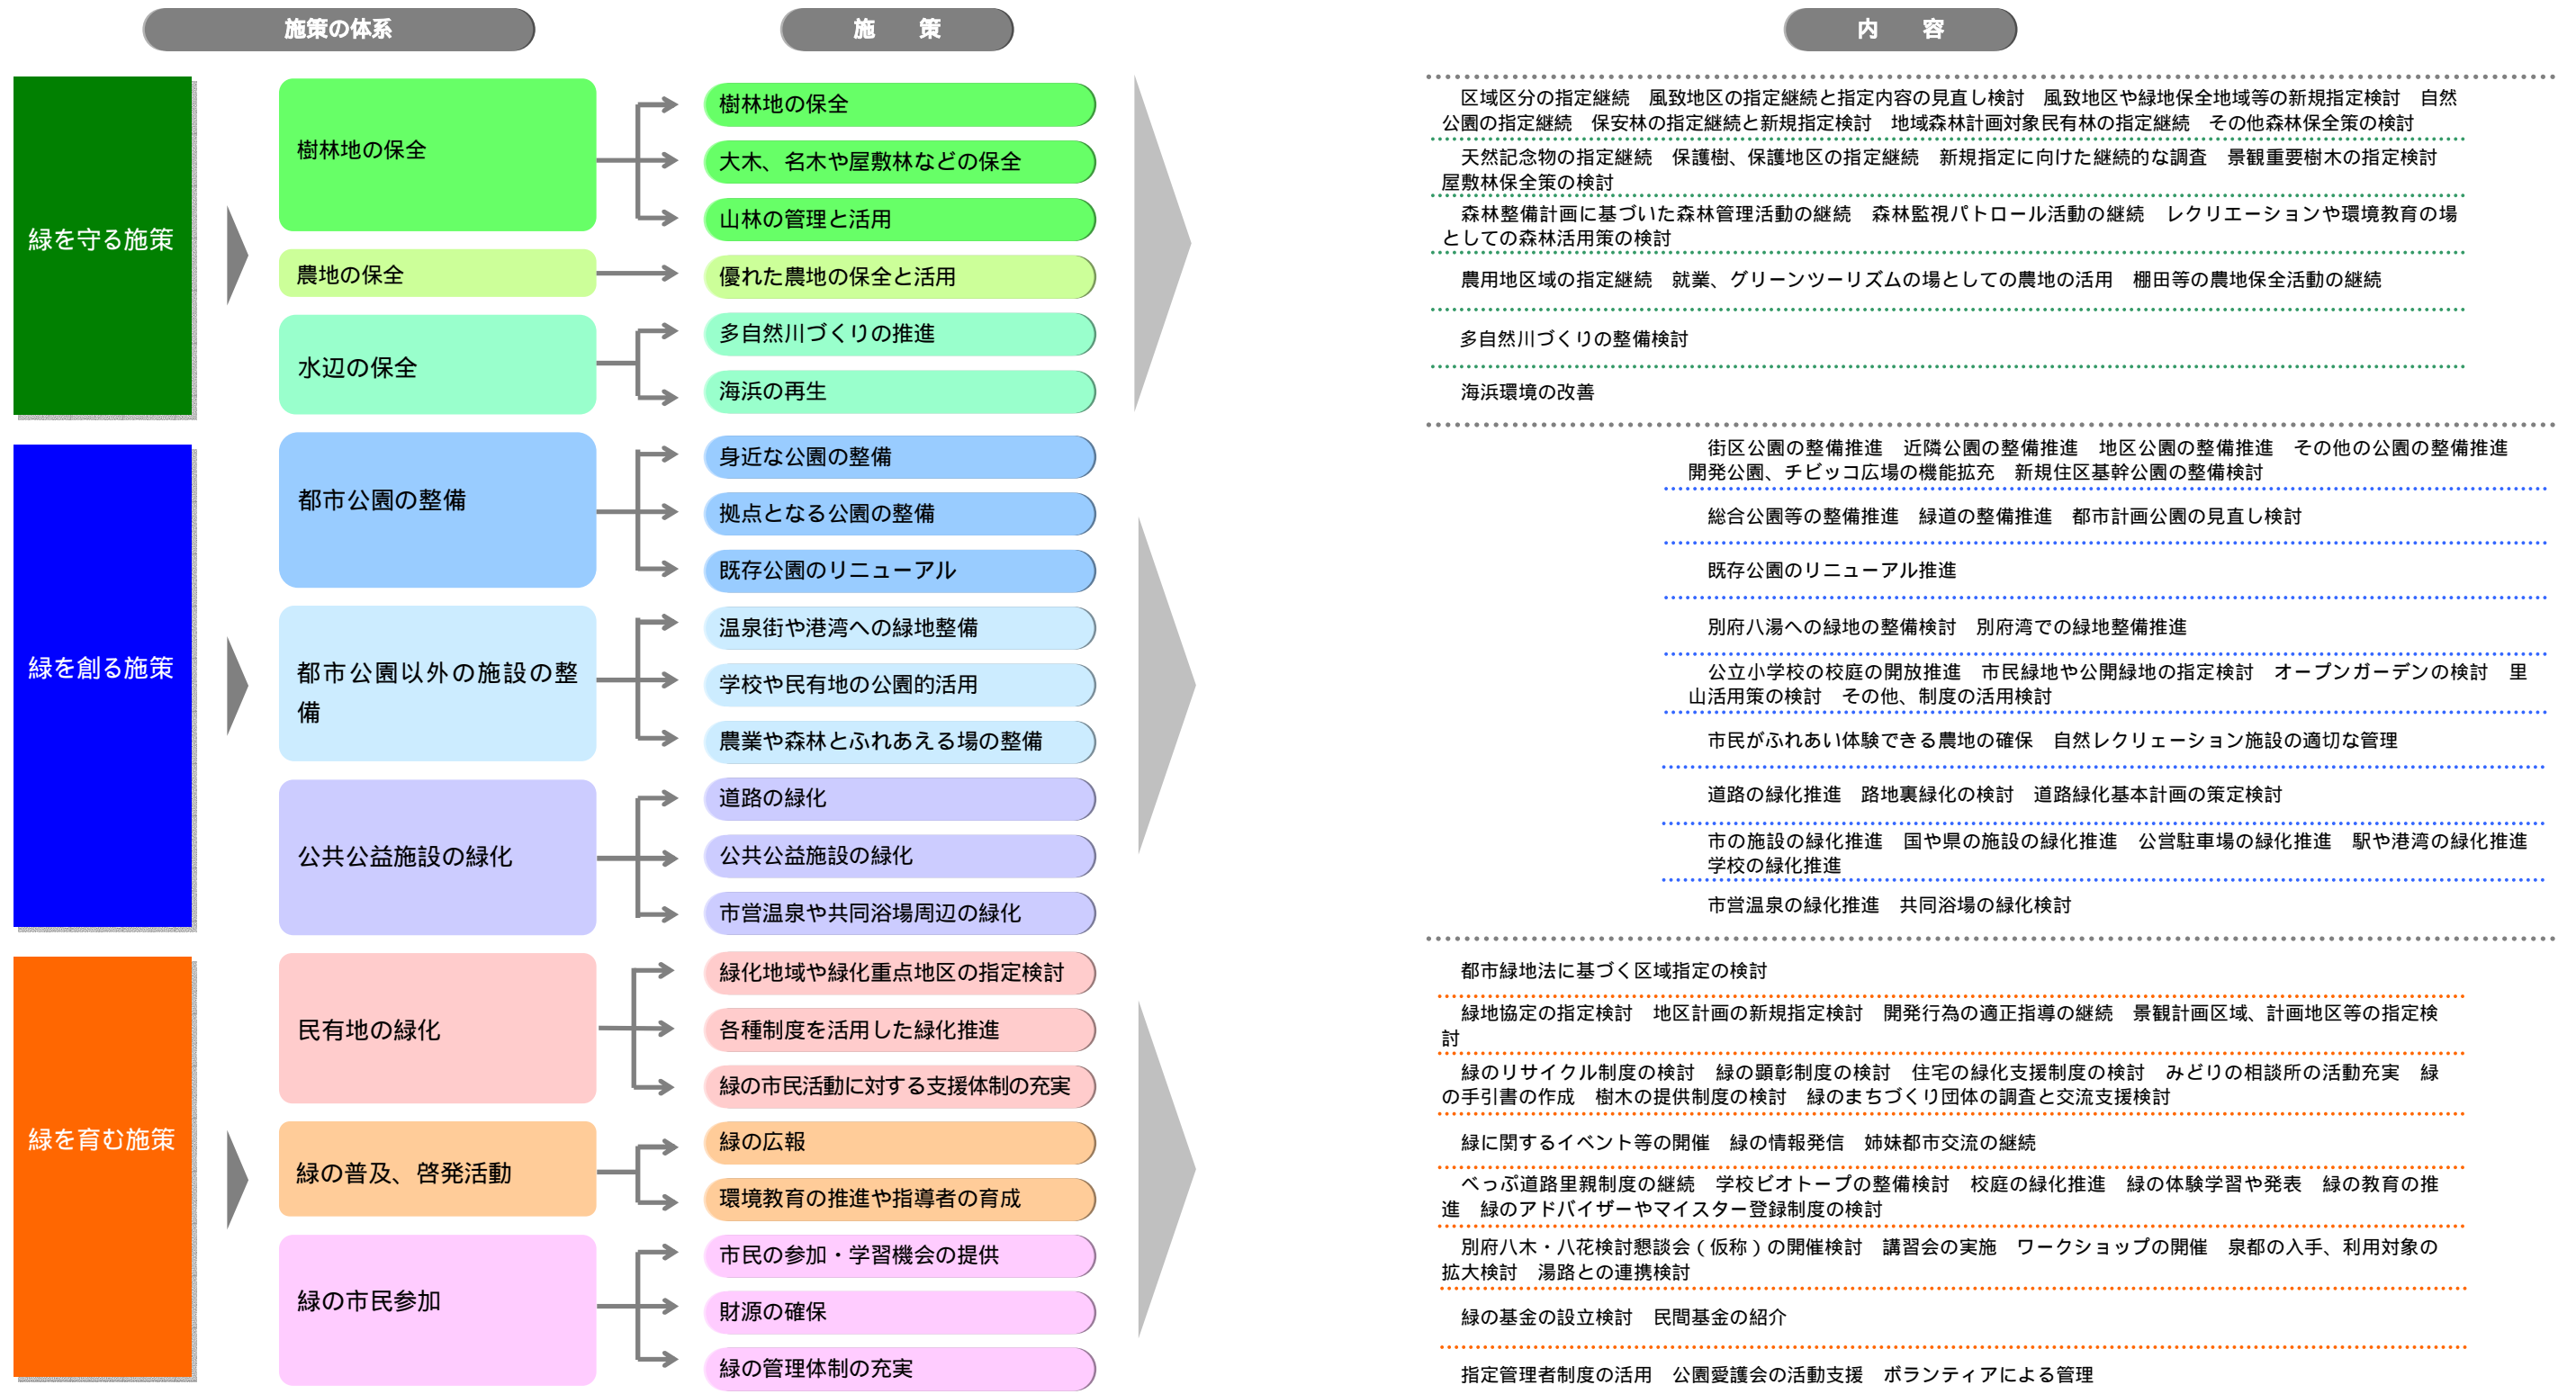 施策の体系
施　策
内　容
緑を守る施策
樹林地の保全
樹林地の保全
区域区分の指定継続　風致地区の指定継続と指定内容の見直し検討　風致地区や緑地保全地域等の新規指定検討　自然
公園の指定継続　保安林の指定継続と新規指定検討　地域森林計画対象民有林の指定継続　その他森林保全策の検討
大木、名木や屋敷林などの保全
天然記念物の指定継続　保護樹、保護地区の指定継続　新規指定に向けた継続的な調査　景観重要樹木の指定検討
屋敷林保全策の検討
山林の管理と活用
森林整備計画に基づいた森林管理活動の継続　森林監視パトロール活動の継続　レクリエーションや環境教育の場
としての森林活用策の検討
農地の保全
優れた農地の保全と活用
農用地区域の指定継続　就業、グリーンツーリズムの場としての農地の活用　棚田等の農地保全活動の継続
水辺の保全
多自然川づくりの推進
多自然川づくりの整備検討
海浜の再生
海浜環境の改善
緑を創る施策
都市公園の整備
身近な公園の整備
街区公園の整備推進　近隣公園の整備推進　地区公園の整備推進　その他の公園の整備推進
開発公園、チビッコ広場の機能拡充　新規住区基幹公園の整備検討
拠点となる公園の整備
総合公園等の整備推進　緑道の整備推進　都市計画公園の見直し検討
既存公園のリニューアル
既存公園のリニューアル推進
都市公園以外の施設の整
備
温泉街や港湾への緑地整備
別府八湯への緑地の整備検討　別府湾での緑地整備推進
学校や民有地の公園的活用
公立小学校の校庭の開放推進　市民緑地や公開緑地の指定検討　オープンガーデンの検討　里
山活用策の検討　その他、制度の活用検討
農業や森林とふれあえる場の整備
市民がふれあい体験できる農地の確保　自然レクリェーション施設の適切な管理
公共公益施設の緑化
道路の緑化
道路の緑化推進　路地裏緑化の検討　道路緑化基本計画の策定検討
公共公益施設の緑化
市の施設の緑化推進　国や県の施設の緑化推進　公営駐車場の緑化推進　駅や港湾の緑化推進
学校の緑化推進
市営温泉や共同浴場周辺の緑化
市営温泉の緑化推進　共同浴場の緑化検討
緑を育む施策
民有地の緑化
緑化地域や緑化重点地区の指定検討
都市緑地法に基づく区域指定の検討
各種制度を活用した緑化推進
緑地協定の指定検討　地区計画の新規指定検討　開発行為の適正指導の継続　景観計画区域、計画地区等の指定検
討
緑の市民活動に対する支援体制の充実
緑のリサイクル制度の検討　緑の顕彰制度の検討　住宅の緑化支援制度の検討　みどりの相談所の活動充実　緑
の手引書の作成　樹木の提供制度の検討　緑のまちづくり団体の調査と交流支援検討
緑の普及、啓発活動
緑の広報
緑に関するイベント等の開催　緑の情報発信　姉妹都市交流の継続
環境教育の推進や指導者の育成
べっぷ道路里親制度の継続　学校ビオトープの整備検討　校庭の緑化推進　緑の体験学習や発表　緑の教育の推
進　緑のアドバイザーやマイスター登録制度の検討
緑の市民参加
市民の参加・学習機会の提供
別府八木・八花検討懇談会（仮称）の開催検討　講習会の実施　ワークショップの開催　泉都の入手、利用対象の
拡大検討　湯路との連携検討
財源の確保
緑の基金の設立検討　民間基金の紹介
緑の管理体制の充実
指定管理者制度の活用　公園愛護会の活動支援　ボランティアによる管理